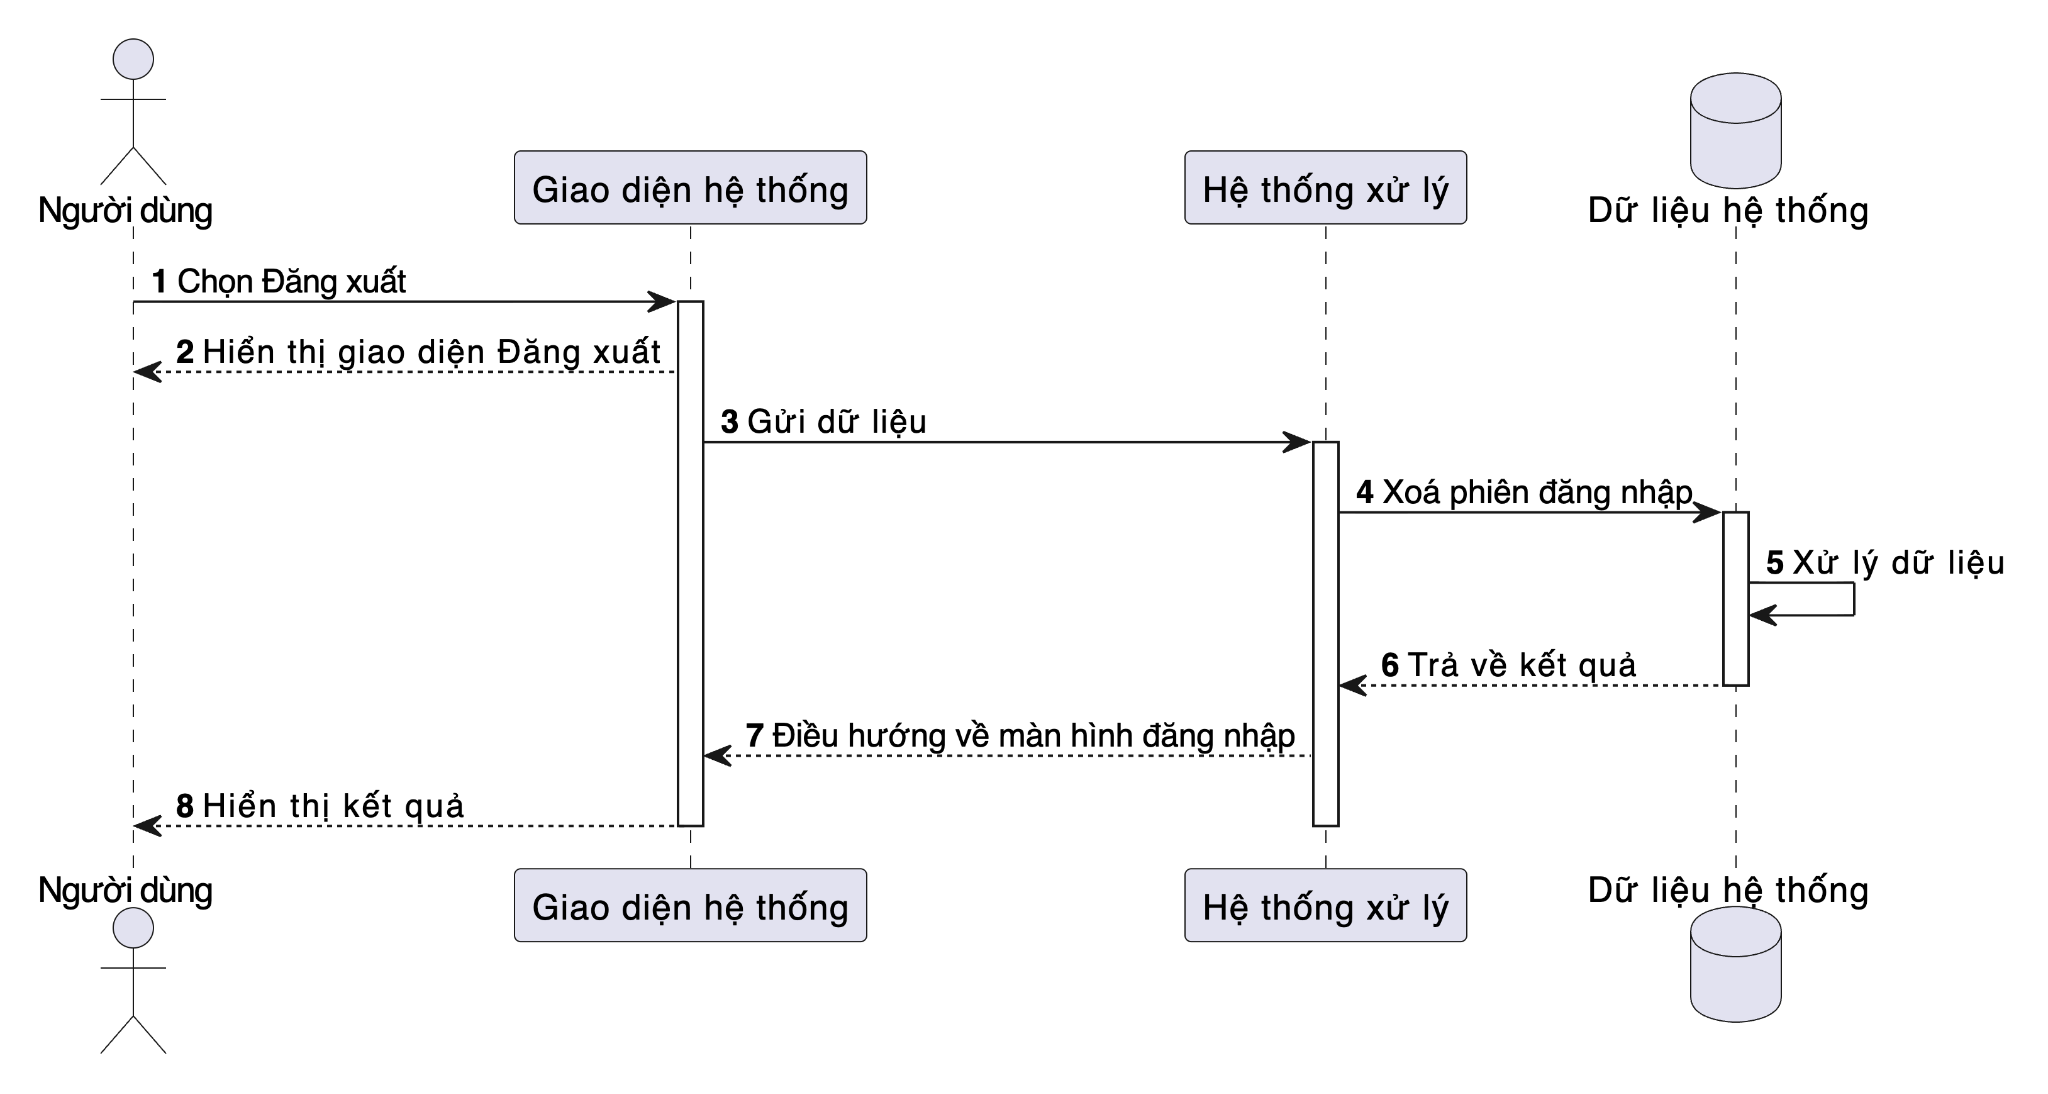 Người dùng
Giao diện hệ thống
Hệ thống xử lý
Dữ liệu hệ thống
1 Chọn Đăng xuất
2 Hiển thị giao diện Đăng xuất
3 Gửi dữ liệu
4 Xoá phiên đăng nhập
5 Xử lý dữ liệu
6 Trả về kết quả
7 Điều hướng về màn hình đăng nhập
8 Hiển thị kết quả
Người dùng
Giao diện hệ thống
Hệ thống xử lý
Dữ liệu hệ thống